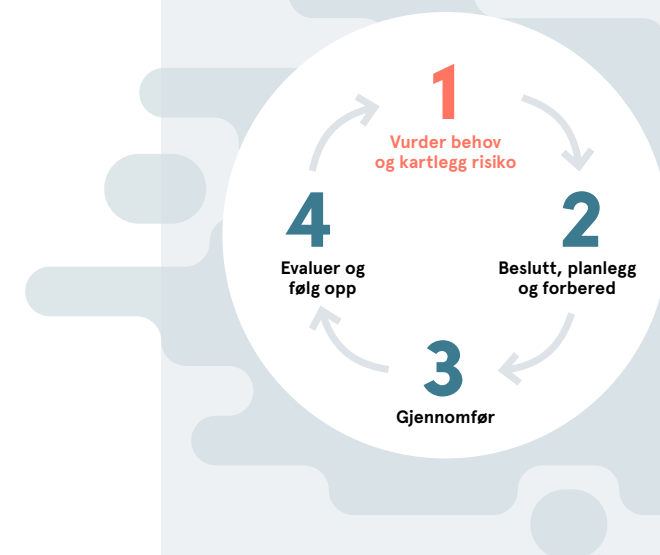 1
Vurder behov
og kartlegg risiko
2
Beslutt, planlegg
og forbered
3
Gjennomfør
4
Evaluer og
følg opp